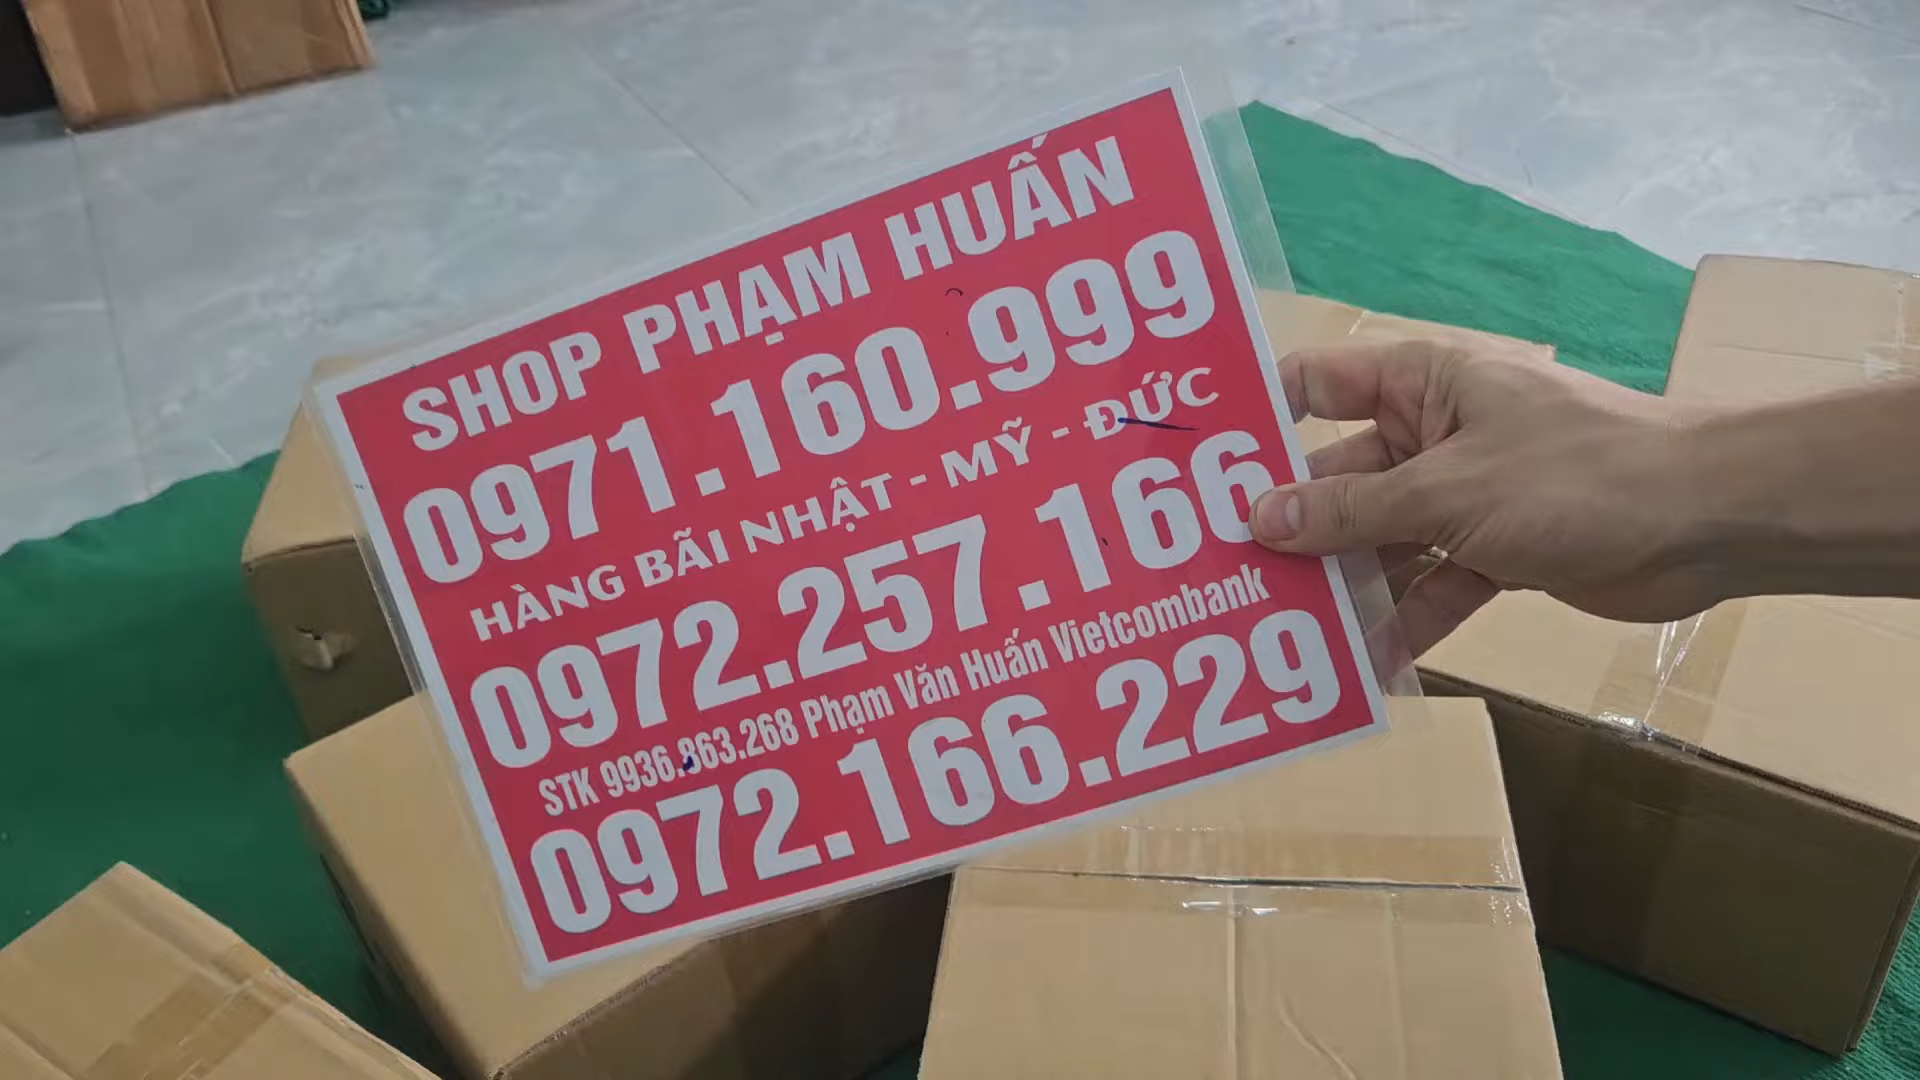 SHOP PHẠM HUẤN
0971.160.999
HÀNG BÃI NHẬT - MỸ - ĐỨC
0972.257.166
STK 9936.863.268 Phạm Văn Huấn Vietcombank
0972.166.229